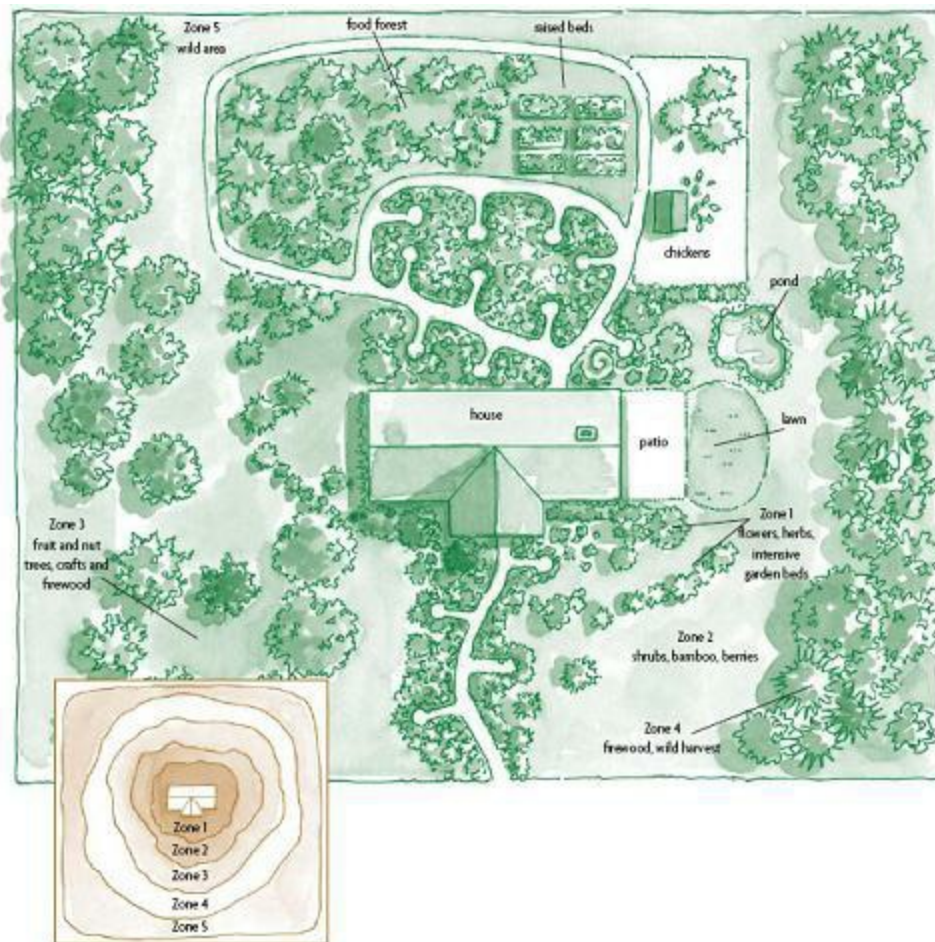 Zone 5
wild area
food forest
raised beds
chickens
pond
house
patio
lawn
Zone 3
fruit and nut
trees, crafts and
firewood
Zone 1
flowers, herbs,
intensive
garden beds
Zone 2
shrubs, bamboo, berries
Zone 4
firewood, wild harvest
Zone 1
Zone 2
Zone 3
Zone 4
Zone 5